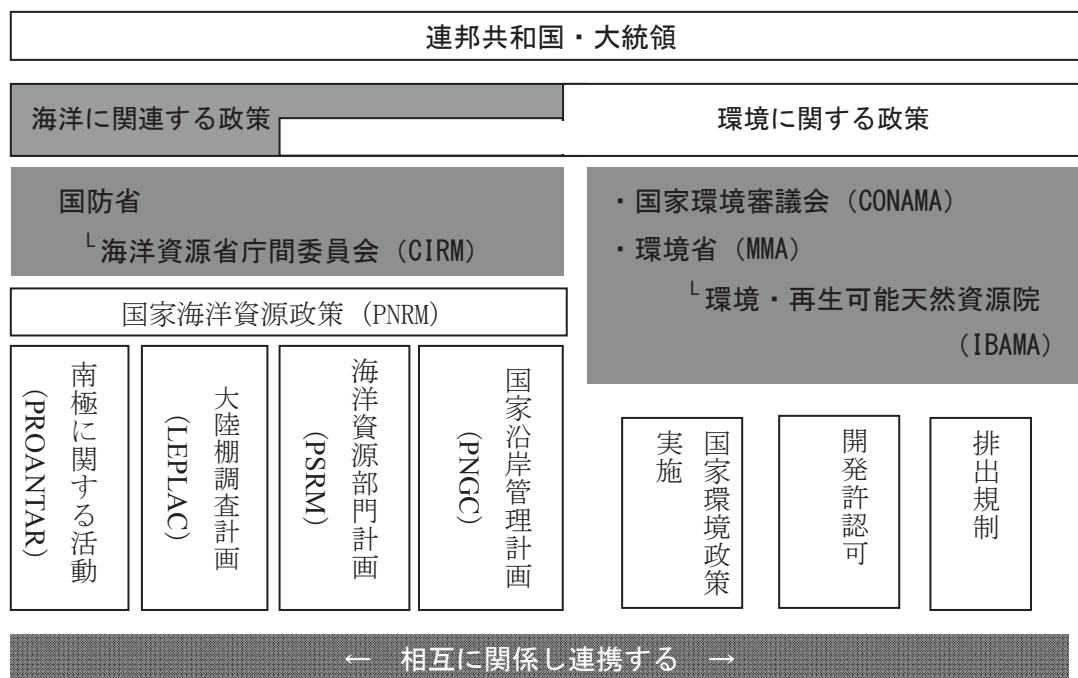 連邦共和国・大統領
海洋に関連する政策
環境に関する政策
国防省
└海洋資源省庁間委員会（CIRM）
・国家環境審議会（CONAMA）
・環境省（MMA）
└環境・再生可能天然資源院
（IBAMA）
国家海洋資源政策（PNRM）
南極に関する活動
(PROANTAR)
大陸棚調査計画
(LEPLAC)
海洋資源部門計画
(PSRM)
国家沿岸管理計画
(PNGC)
国家環境政策
実施
開発許認可
排出規制
← 相互に関係し連携する →